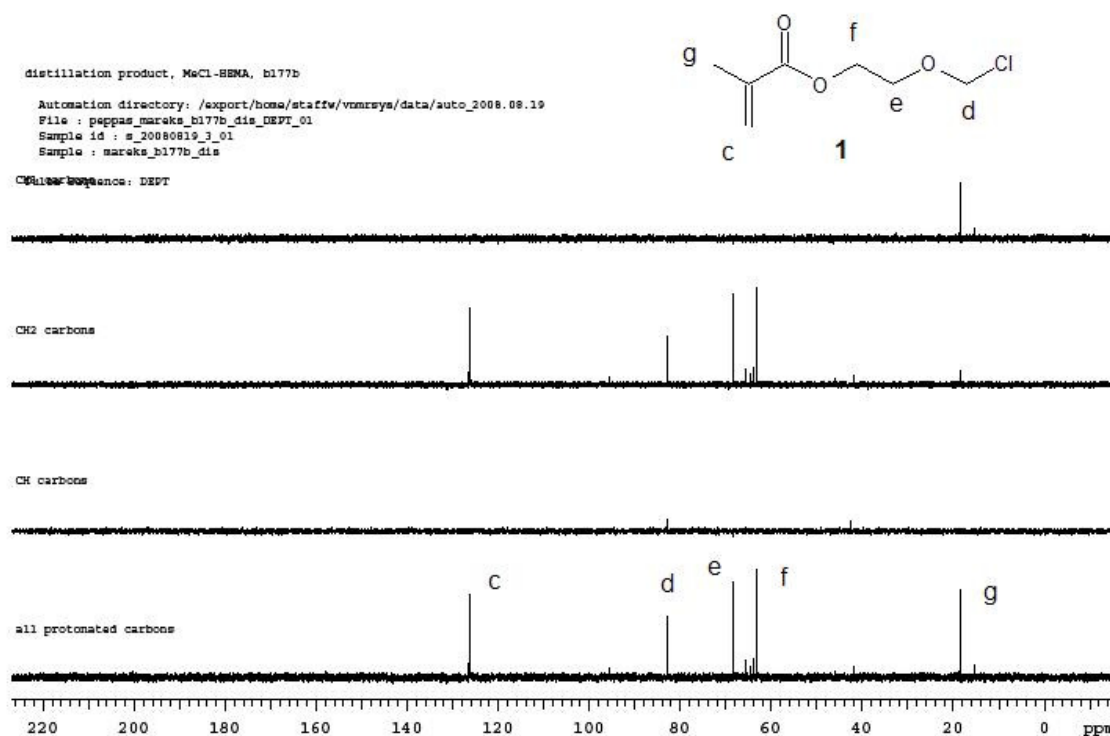 distillation product, MeCl-HEMA, b177b
Automation directory: /export/home/staffw/vnmrsys/data/auto_2008.08.19
File : peppas_mareks_b177b_dis_DEPT_01
Sample id : s_20080819_3_01
Sample : mareks_b177b_dis
sequence: DEPT
O
g
O
f
e
O
Cl
d
c
1
CH2 carbons
CH carbons
c
d
e
f
g
all protonated carbons
220 200 180 160 140 120 100 80 60 40 20 0 ppm